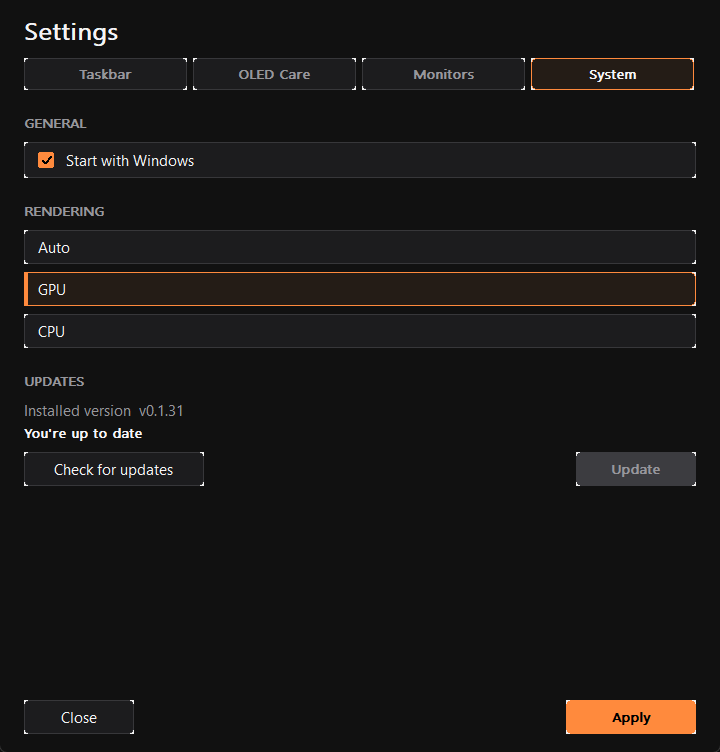 Settings
Taskbar OLED Care Monitors System
GENERAL
Start with Windows
RENDERING
Auto
GPU
CPU
UPDATES
Installed version v0.1.31
You're up to date
Check for updates Update
Close Apply